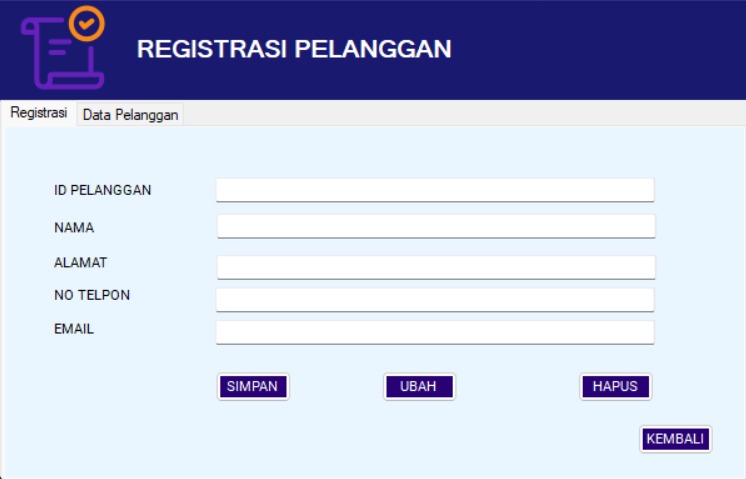 REGISTRASI PELANGGAN
Registrasi Data Pelanggan
ID PELANGGAN
NAMA
ALAMAT
NO TELPON
EMAIL
SIMPAN UBAH HAPUS
KEMBALI